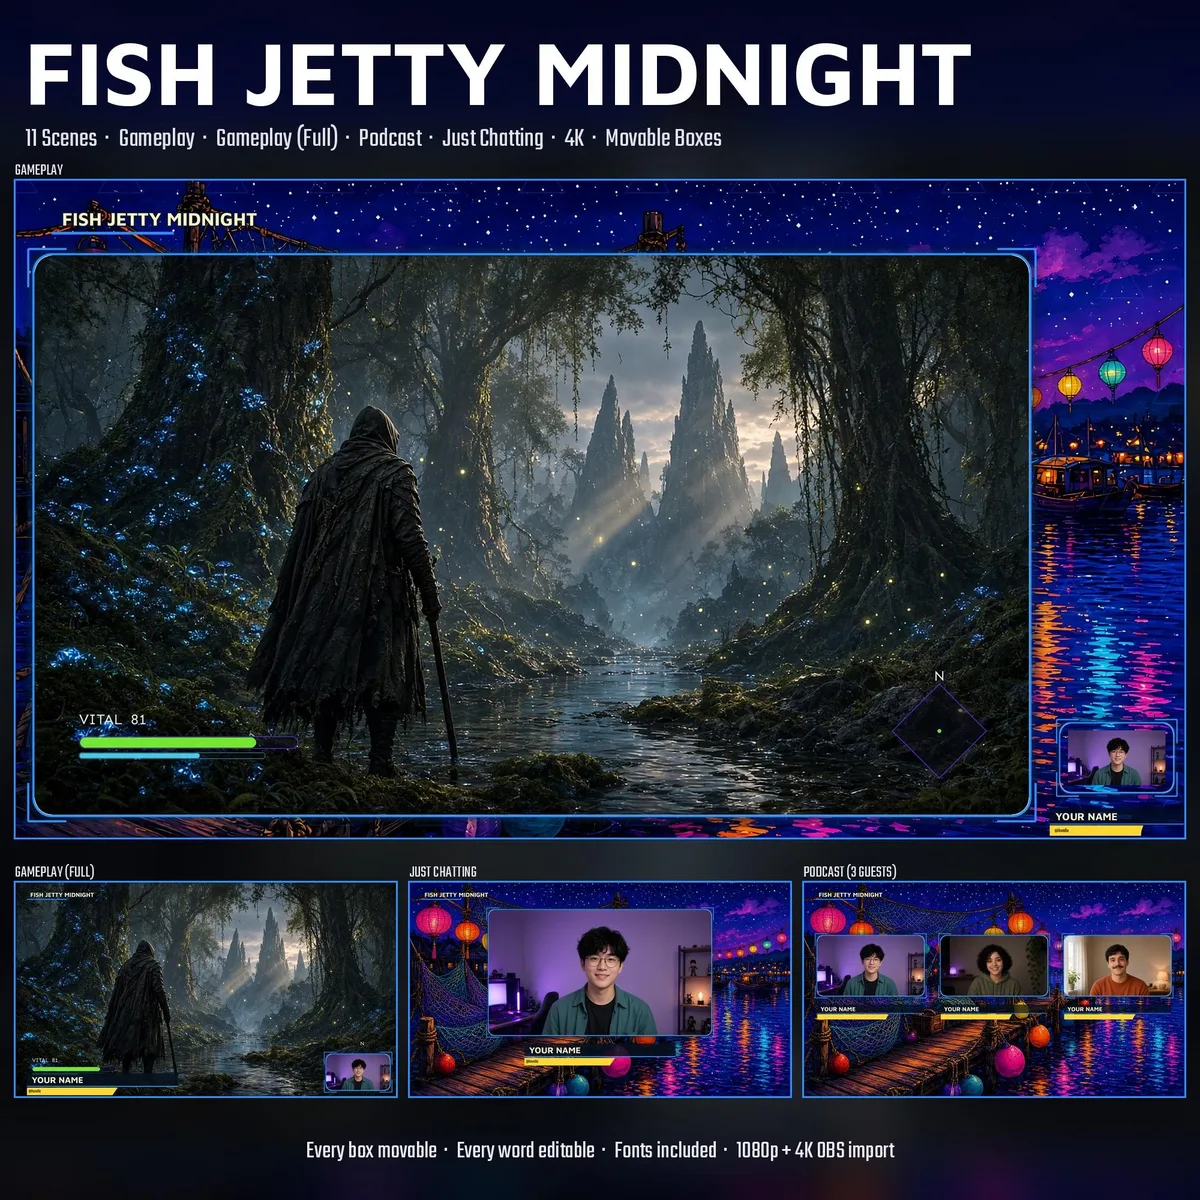 FISH JETTY MIDNIGHT
11 Scenes · Gameplay · Gameplay (Full) · Podcast · Just Chatting · 4K · Movable Boxes
GAMEPLAY
FISH JETTY MIDNIGHT
N
VITAL 81
YOUR NAME
@Handle
GAMEPLAY (FULL)
FISH JETTY MIDNIGHT
N
VITAL 81
YOUR NAME
@Handle
JUST CHATTING
FISH JETTY MIDNIGHT
YOUR NAME
@Handle
PODCAST (3 GUESTS)
FISH JETTY MIDNIGHT
YOUR NAME
YOUR NAME
YOUR NAME
Every box movable · Every word editable · Fonts included · 1080p + 4K OBS import